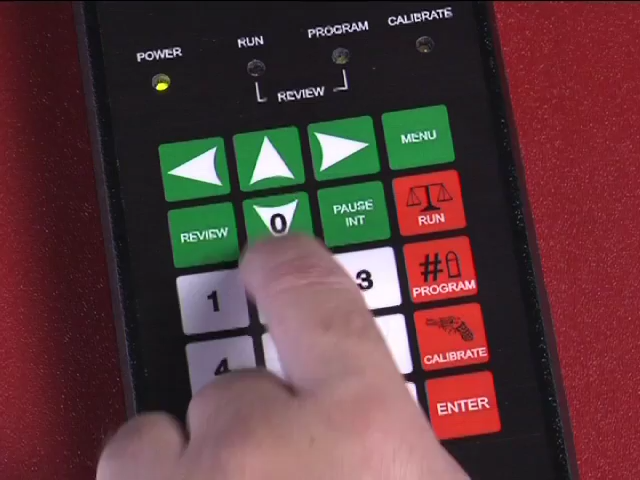 POWER
RUN
PROGRAM
CALIBRATE
REVIEW
MENU
REVIEW
0
PAUSE
INT
RUN
1
3
#
PROGRAM
4
CALIBRATE
ENTER